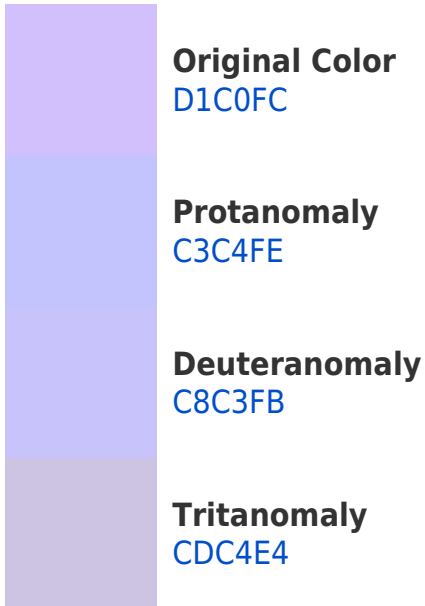 Original Color
D1C0FC
Protanomaly
C3C4FE
Deuteranomaly
C8C3FB
Tritanomaly
CDC4E4